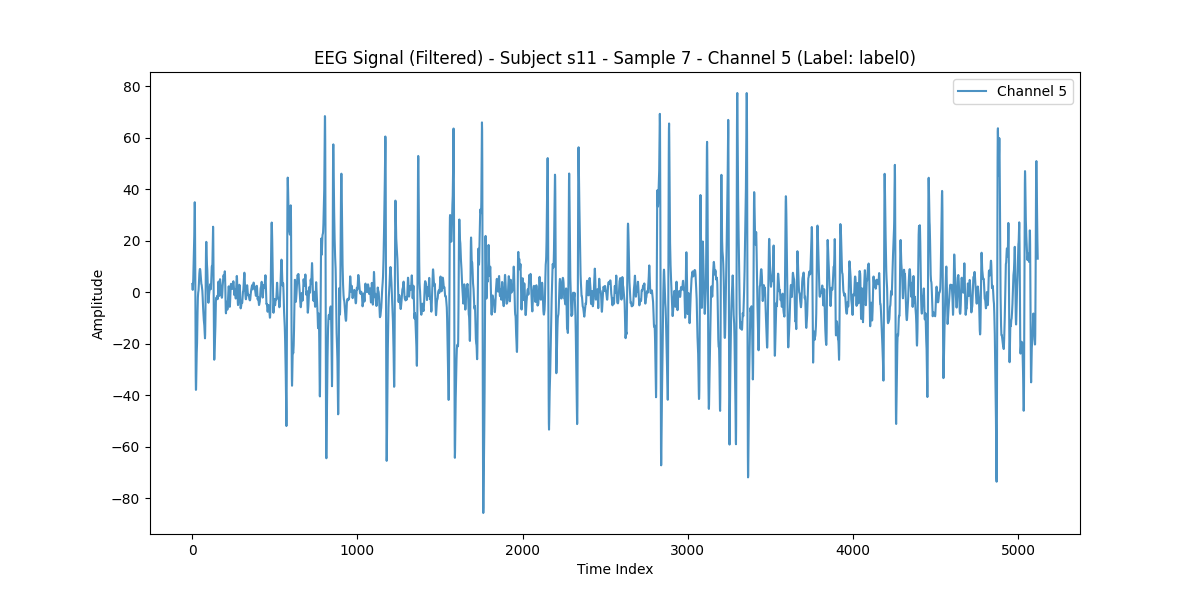 EEG Signal (Filtered) - Subject s11 - Sample 7 - Channel 5 (Label: label0)
Channel 5
80
60
40
20
0
−20
−40
−60
−80
Amplitude
0 1000 2000 3000 4000 5000
Time Index